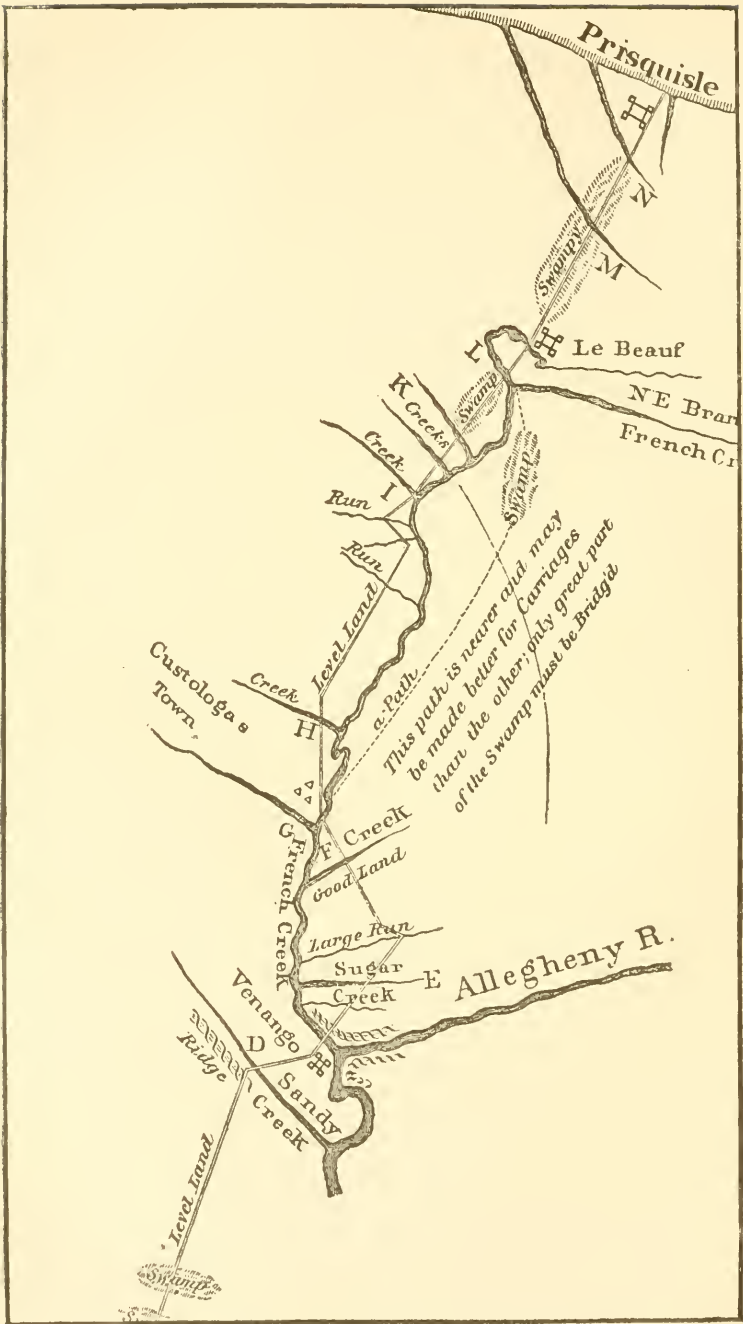 Prisquisle
N
Swampy
M
L
Le Beauf
NE Bran
French Cr
K
Creeks
Swamp
Creek
I
Swamp
Run
Run
Level Land
This path is nearer and may
be made better for Carriages
than the other; only great part
of the Swamp must be Bridg'd
a Path
Custologas
Town
Creek
H
G
French Creek
F
Creek
Good Land
Large Run
Sugar
Creek
E
Allegheny R.
Venango
D
Ridge
Sandy
Creek
Level Land
Swamp